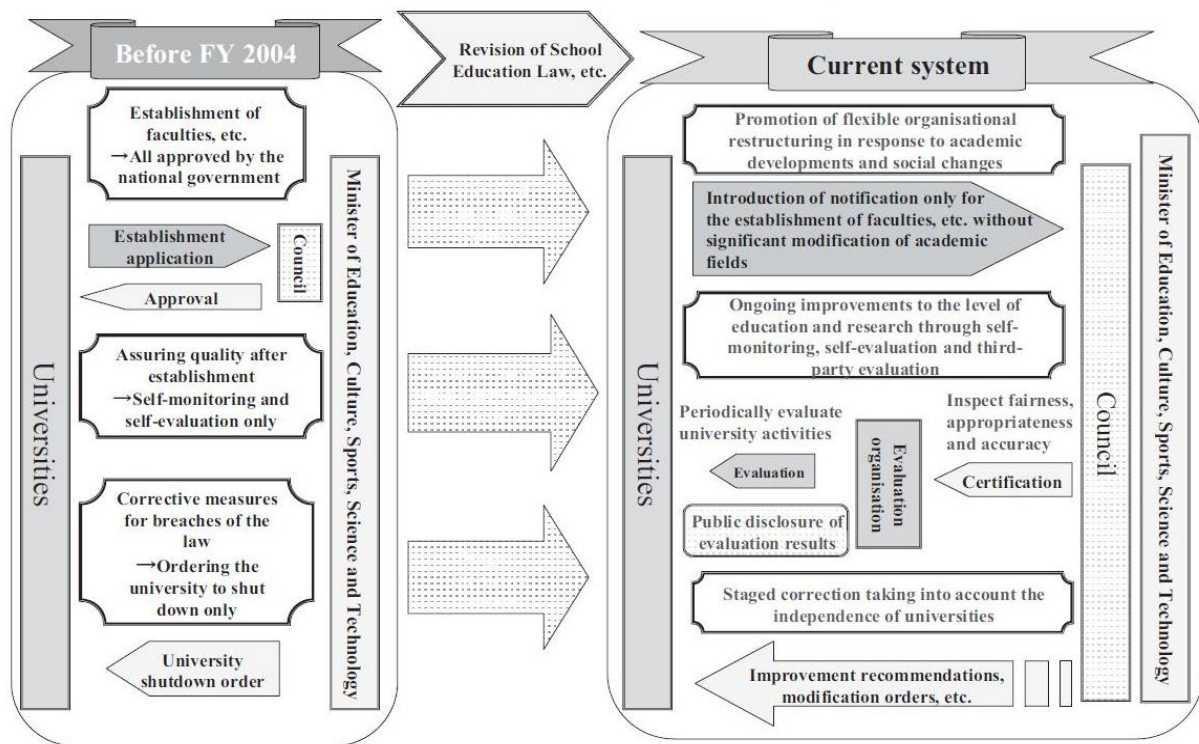 Before FY 2004
Establishment of
faculties, etc.
→All approved by the
national government
Establishment
application
Council
Approval
Assuring quality after
establishment
→Self-monitoring and
self-evaluation only
Corrective measures
for breaches of the
law
→Ordering the
university to shut
down only
University
shutdown order
Universities
Minister of Education, Culture, Sports, Science and Technology
Revision of School
Education Law, etc.
Current system
Promotion of flexible organisational
restructuring in response to academic
developments and social changes
Introduction of notification only for
the establishment of faculties, etc. without
significant modification of academic
fields
Ongoing improvements to the level of
education and research through self-
monitoring, self-evaluation and third-
party evaluation
Periodically evaluate
university activities
Evaluation
Evaluation
organisation
Inspect fairness,
appropriateness
and accuracy
Certification
Public disclosure of
evaluation results
Staged correction taking into account the
independence of universities
Improvement recommendations,
modification orders, etc.
Universities
Council
Minister of Education, Culture, Sports, Science and Technology